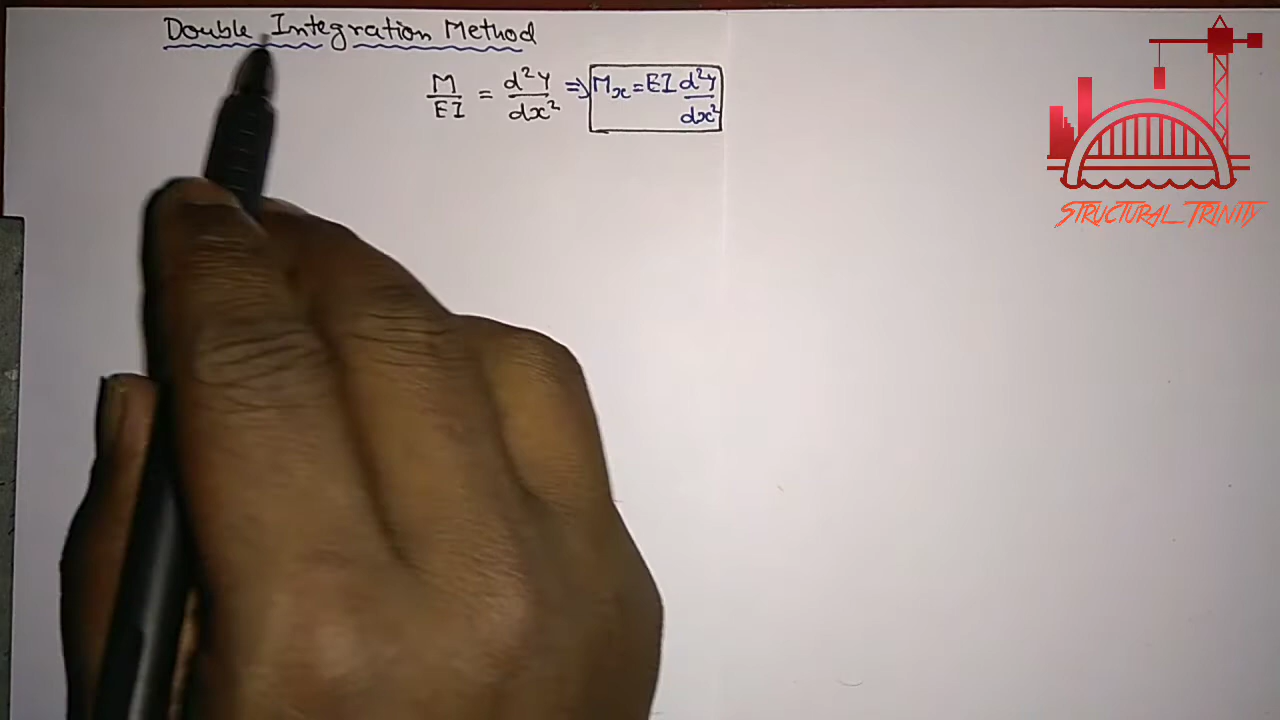 Double Integration Method
M/EI = d²y/dx² ⇒ Mx = EI d²y/dx²
STRUCTURAL_TRINITY